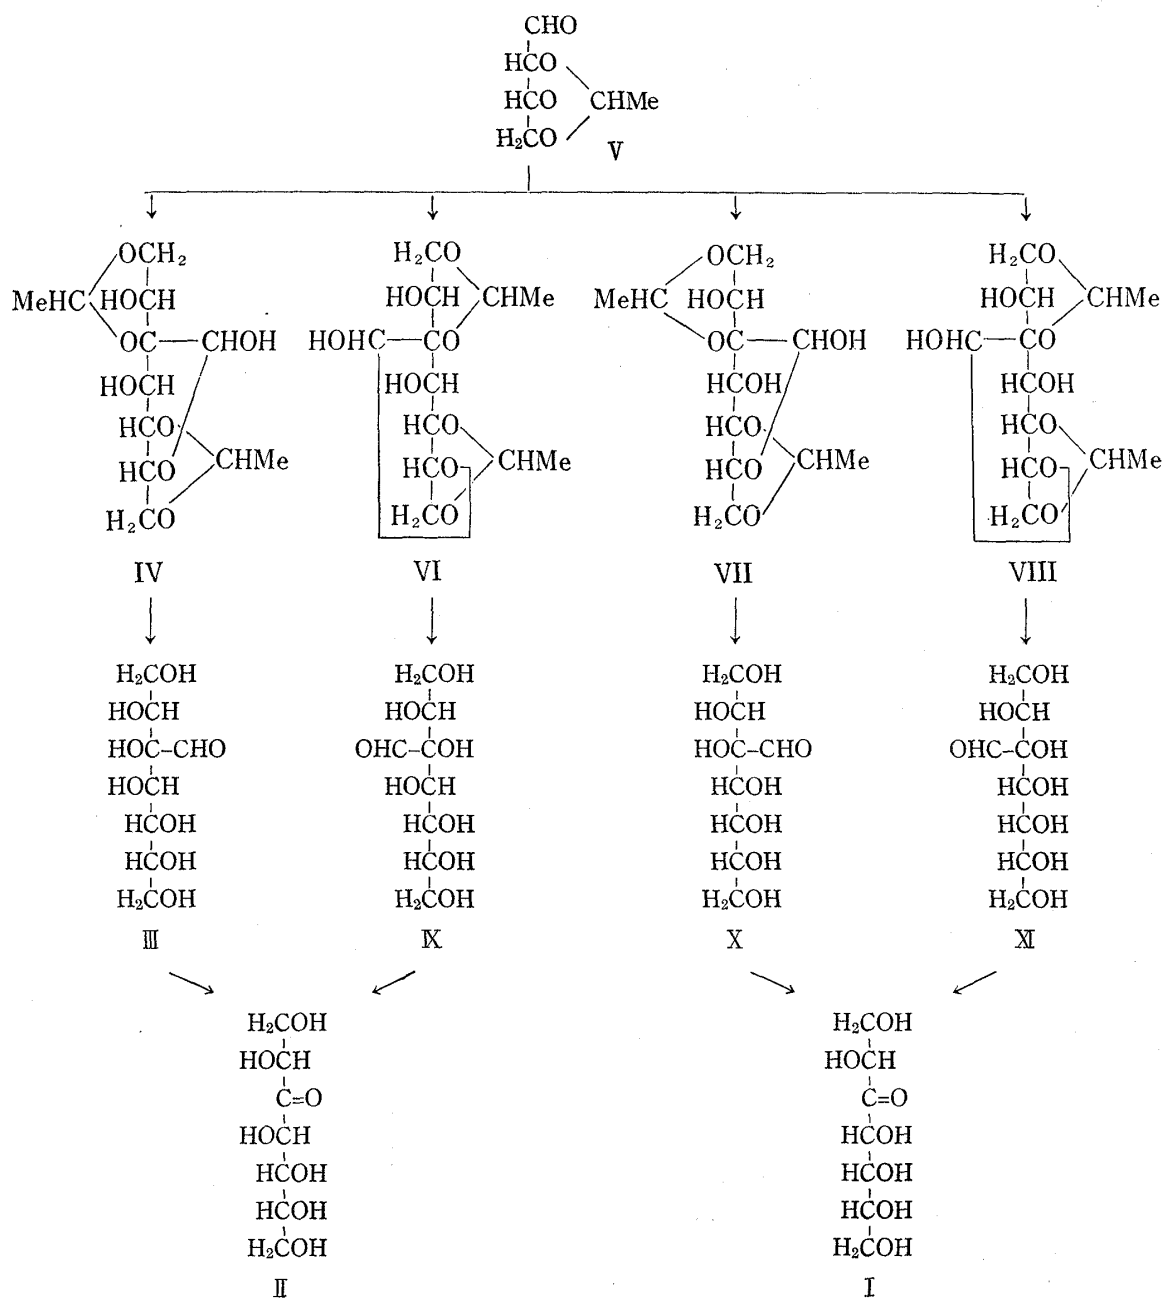 CHO
HCO
HCO CHMe
H₂CO
V
OCH₂ H₂CO OCH₂ H₂CO
MeHC HOCH HOCH CHMe MeHC HOCH HOCH CHMe
OC CHOH HOHC CO OC CHOH HOHC CO
HOCH HOCH HCOH HCOH
HCO HCO HCO HCO
HCO CHMe HCO CHMe HCO CHMe HCO CHMe
H₂CO H₂CO H₂CO H₂CO
IV VI VII VIII
H₂COH H₂COH H₂COH H₂COH
HOCH HOCH HOCH HOCH
HOC-CHO OHC-COH HOC-CHO OHC-COH
HOCH HOCH HCOH HCOH
HCOH HCOH HCOH HCOH
HCOH HCOH HCOH HCOH
H₂COH H₂COH H₂COH H₂COH
III IX X XI
H₂COH H₂COH
HOCH HOCH
C=O C=O
HOCH HCOH
HCOH HCOH
HCOH HCOH
H₂COH H₂COH
II I